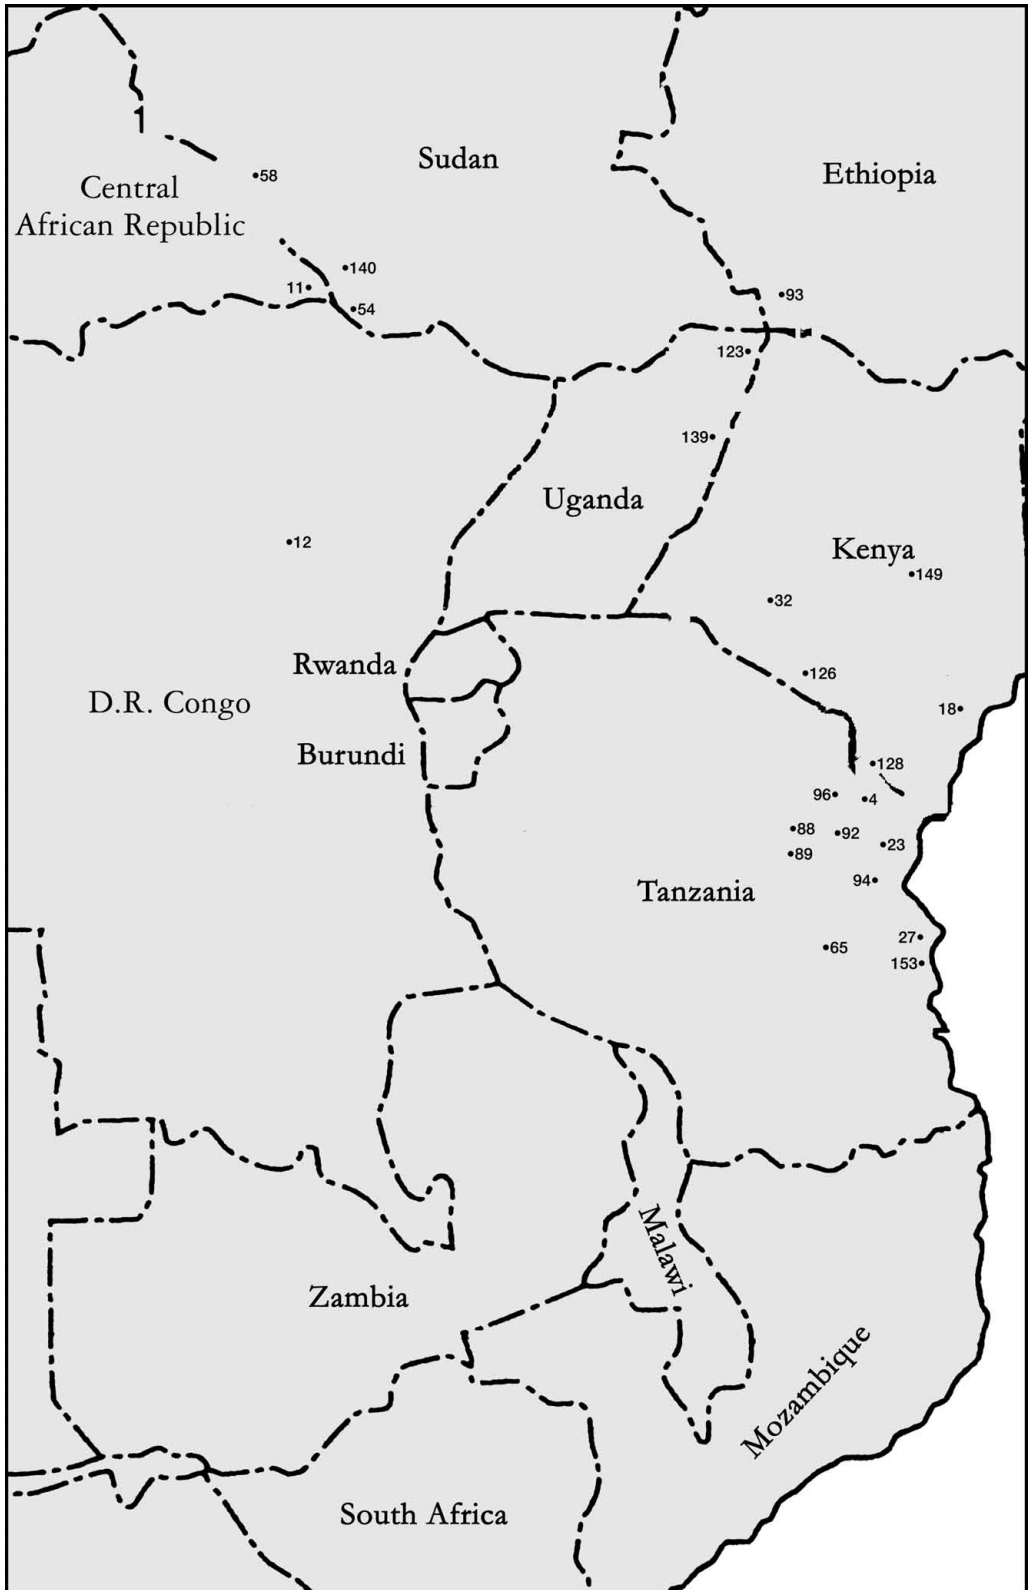 Sudan
Ethiopia
58
Central
African Republic
140
11
93
54
123
139
Uganda
12
Kenya
149
32
Rwanda
126
D.R. Congo
18
Burundi
128
96
4
88
92
23
89
94
Tanzania
27
65
153
Malawi
Zambia
Mozambique
South Africa